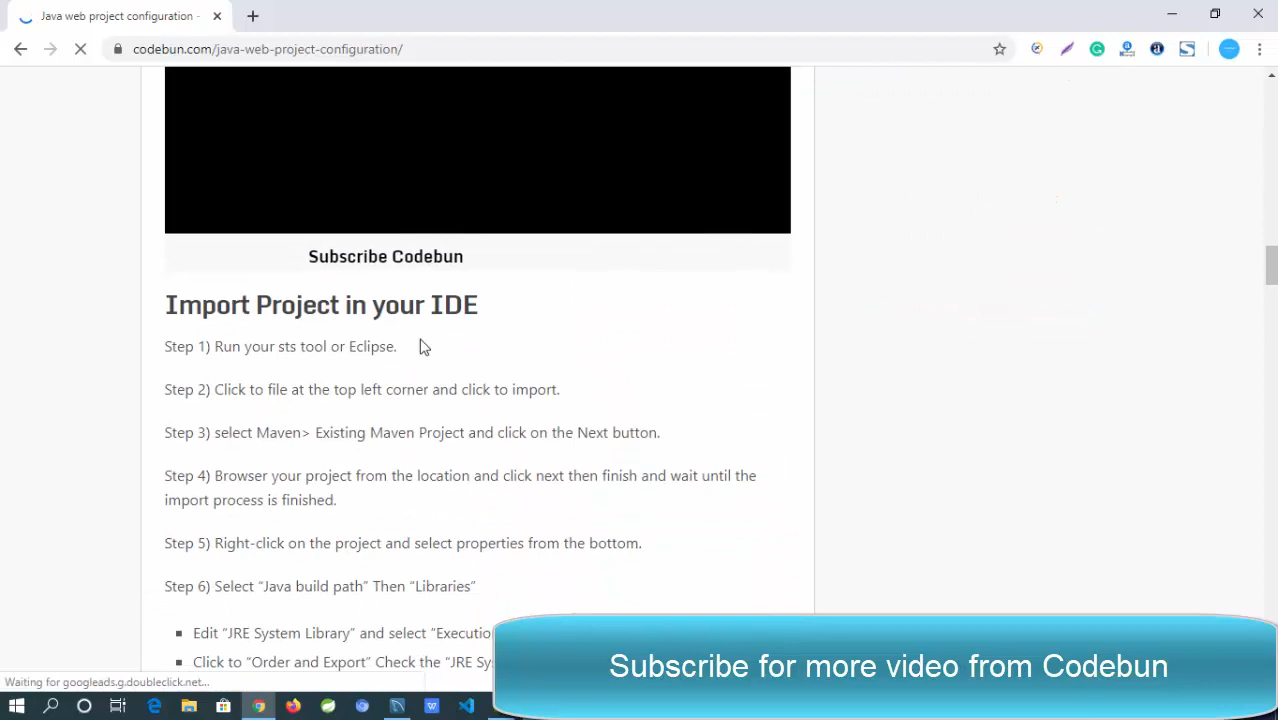 Java web project configuration -
codebun.com/java-web-project-configuration/
Subscribe Codebun
Import Project in your IDE
Step 1) Run your sts tool or Eclipse.
Step 2) Click to file at the top left corner and click to import.
Step 3) select Maven> Existing Maven Project and click on the Next button.
Step 4) Browser your project from the location and click next then finish and wait until the
import process is finished.
Step 5) Right-click on the project and select properties from the bottom.
Step 6) Select “Java build path” Then “Libraries”
Edit “JRE System Library” and select “Executio
Click to “Order and Export” Check the “JRE Sy
Subscribe for more video from Codebun
Waiting for googleads.g.doubleclick.net...